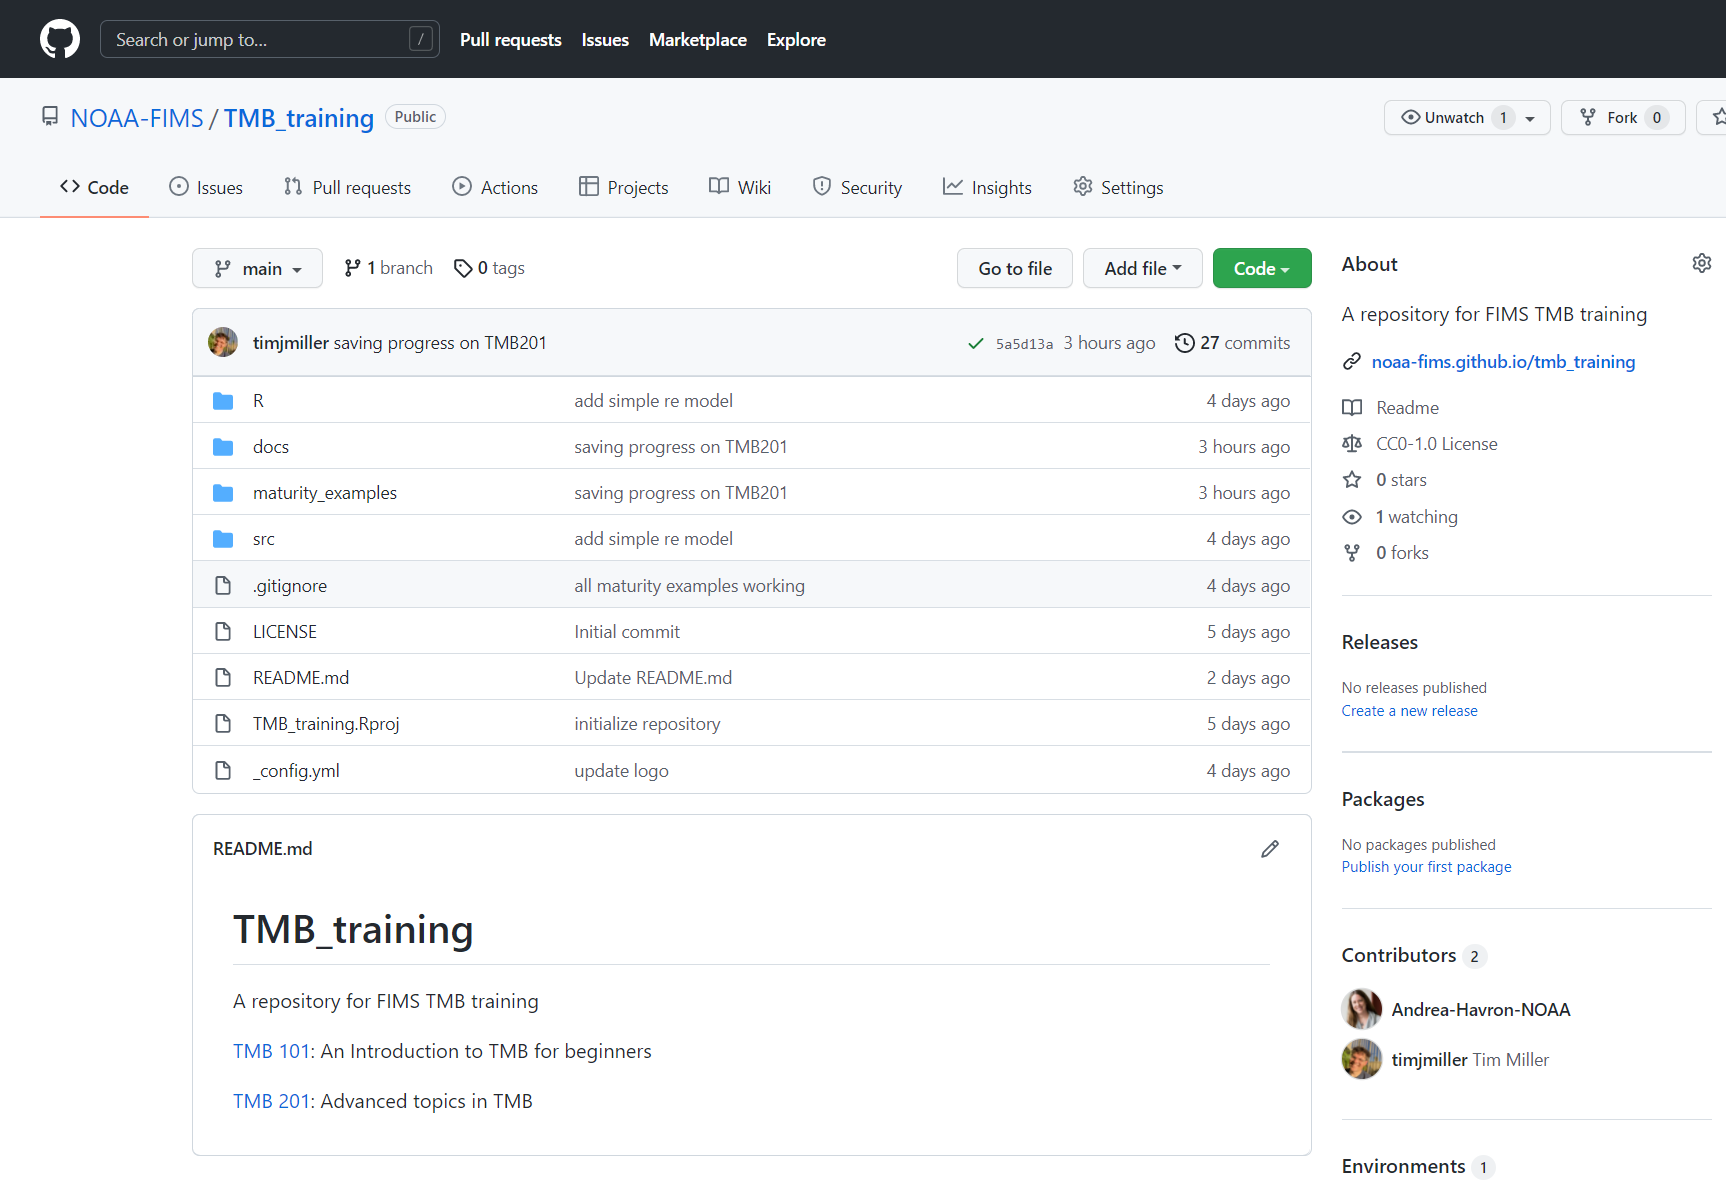 Search or jump to... /
Pull requests Issues Marketplace Explore
NOAA-FIMS / TMB_training Public
Unwatch 1 Fork 0
Code Issues Pull requests Actions Projects Wiki Security Insights Settings
main 1 branch 0 tags Go to file Add file Code
timjmiller saving progress on TMB201 5a5d13a 3 hours ago 27 commits
R add simple re model 4 days ago
docs saving progress on TMB201 3 hours ago
maturity_examples saving progress on TMB201 3 hours ago
src add simple re model 4 days ago
.gitignore all maturity examples working 4 days ago
LICENSE Initial commit 5 days ago
README.md Update README.md 2 days ago
TMB_training.Rproj initialize repository 5 days ago
_config.yml update logo 4 days ago
README.md
TMB_training
A repository for FIMS TMB training
TMB 101: An Introduction to TMB for beginners
TMB 201: Advanced topics in TMB
About
A repository for FIMS TMB training
noaa-fims.github.io/tmb_training
Readme
CC0-1.0 License
0 stars
1 watching
0 forks
Releases
No releases published
Create a new release
Packages
No packages published
Publish your first package
Contributors 2
Andrea-Havron-NOAA
timjmiller Tim Miller
Environments 1